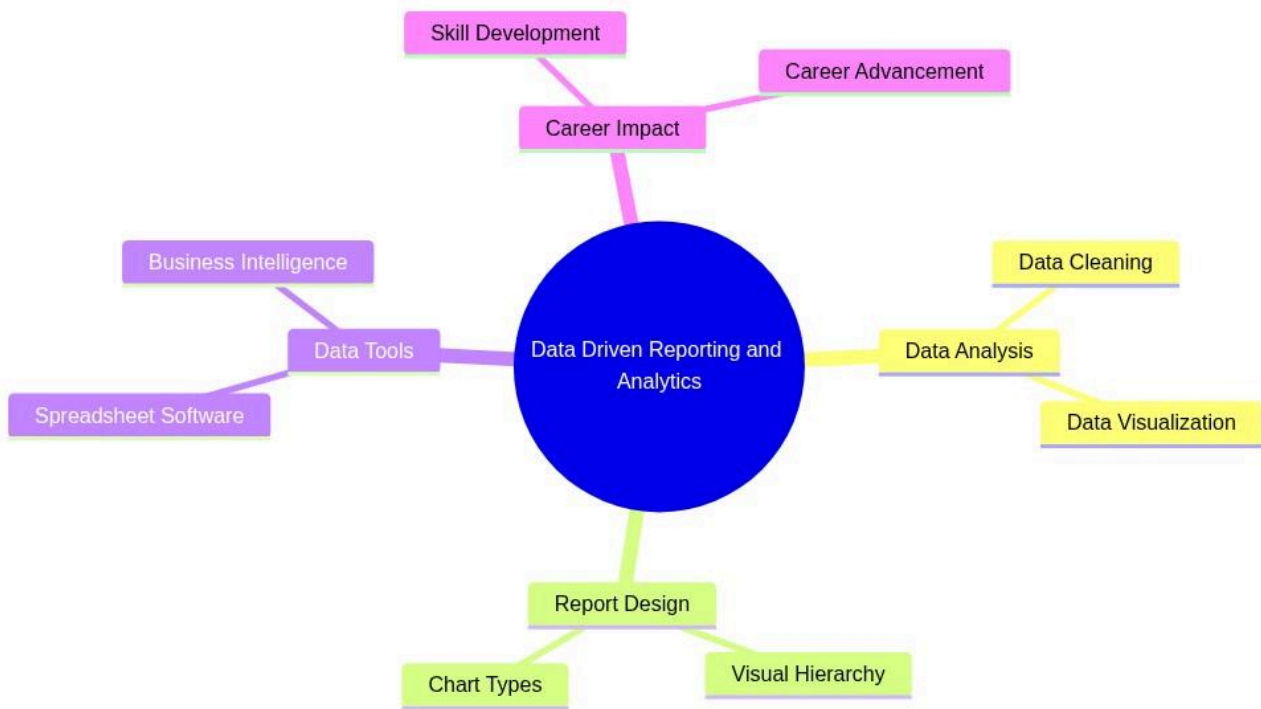 Skill Development
Career Advancement
Career Impact
Business Intelligence
Data Cleaning
Data Tools
Data Driven Reporting and
Analytics
Data Analysis
Spreadsheet Software
Data Visualization
Report Design
Chart Types
Visual Hierarchy